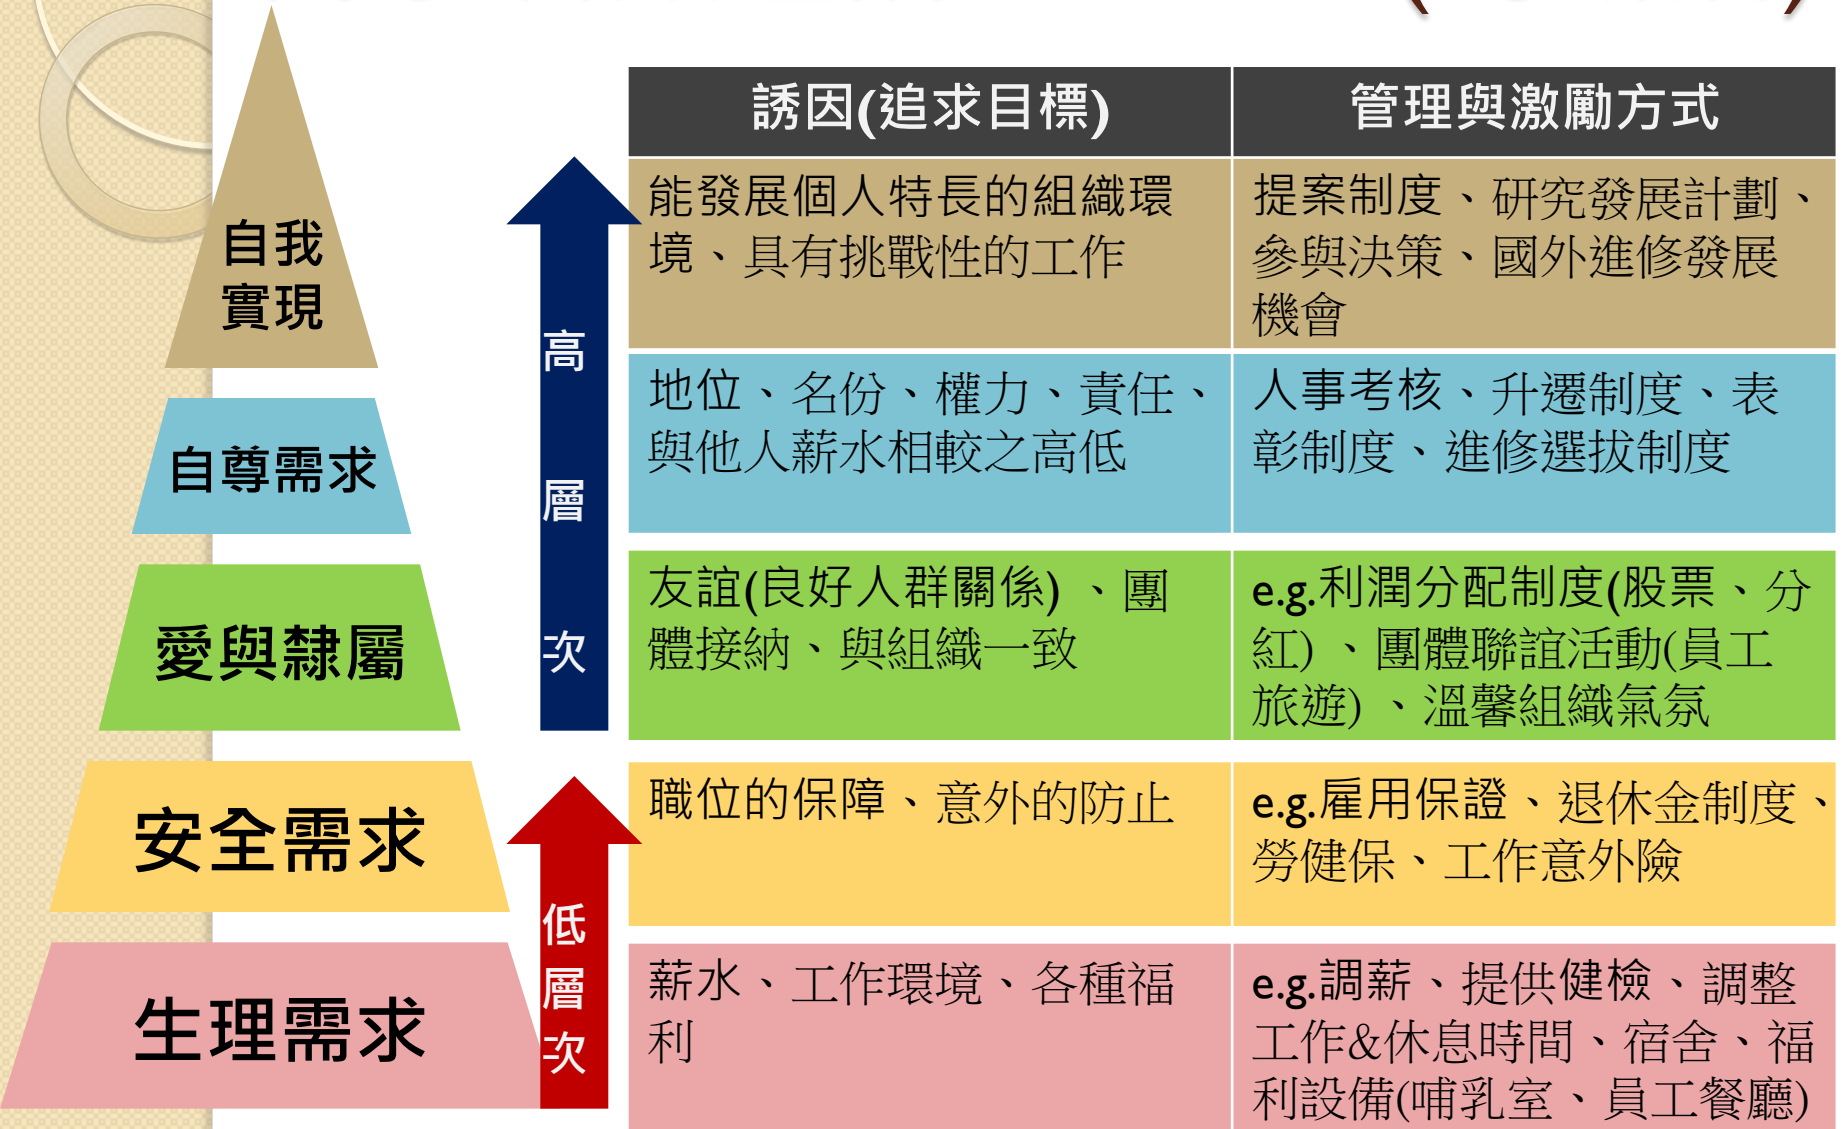 誘因(追求目標)
管理與激勵方式
自我
實現
能發展個人特長的組織環
境、具有挑戰性的工作
提案制度、研究發展計劃、
參與決策、國外進修發展
機會
自尊需求
地位、名份、權力、責任、
與他人薪水相較之高低
人事考核、升遷制度、表
彰制度、進修選拔制度
高
層
次
愛與隸屬
友誼(良好人群關係)、團
體接納、與組織一致
e.g.利潤分配制度(股票、分
紅)、團體聯誼活動(員工
旅遊)、溫馨組織氣氛
安全需求
職位的保障、意外的防止
e.g.雇用保證、退休金制度、
勞健保、工作意外險
低
層
次
生理需求
薪水、工作環境、各種福
利
e.g.調薪、提供健檢、調整
工作&休息時間、宿舍、福
利設備(哺乳室、員工餐廳)